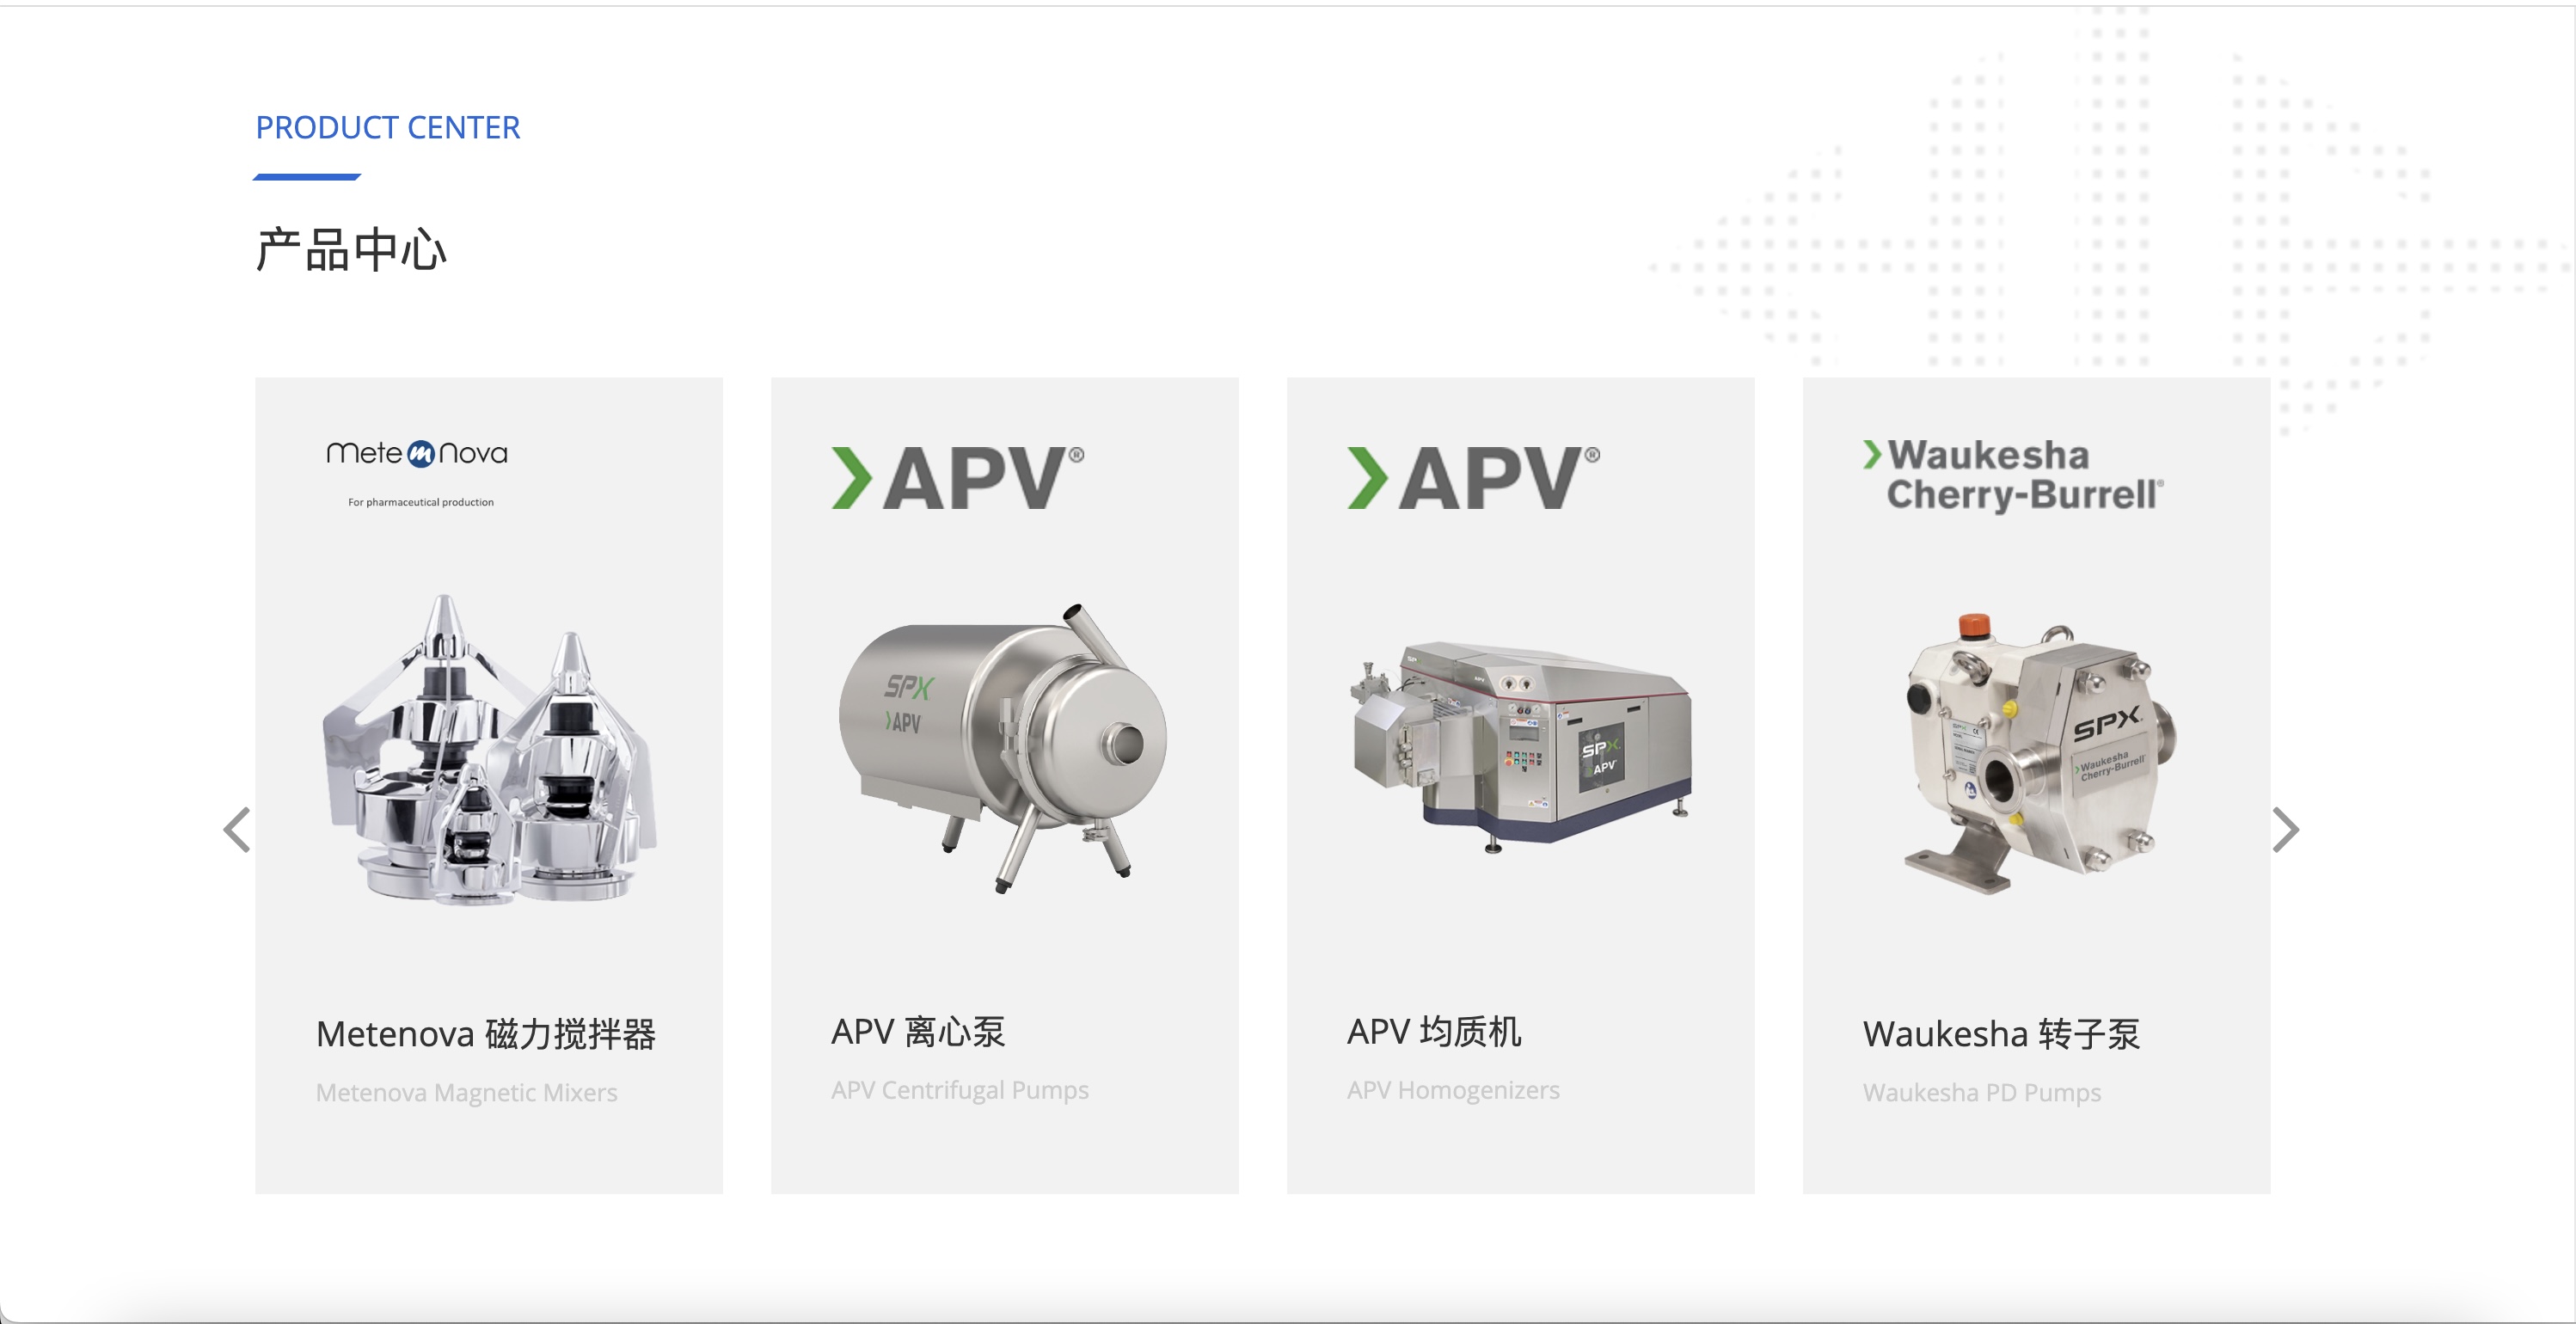 PRODUCT CENTER
产品中心
metemnova
For pharmaceutical production
APV®
APV®
Waukesha
Cherry-Burrell®
SPX
APV
SPX
APV
SPX
Waukesha
Cherry-Burrell
Metenova 磁力搅拌器
APV 离心泵
APV 均质机
Waukesha 转子泵
Metenova Magnetic Mixers
APV Centrifugal Pumps
APV Homogenizers
Waukesha PD Pumps